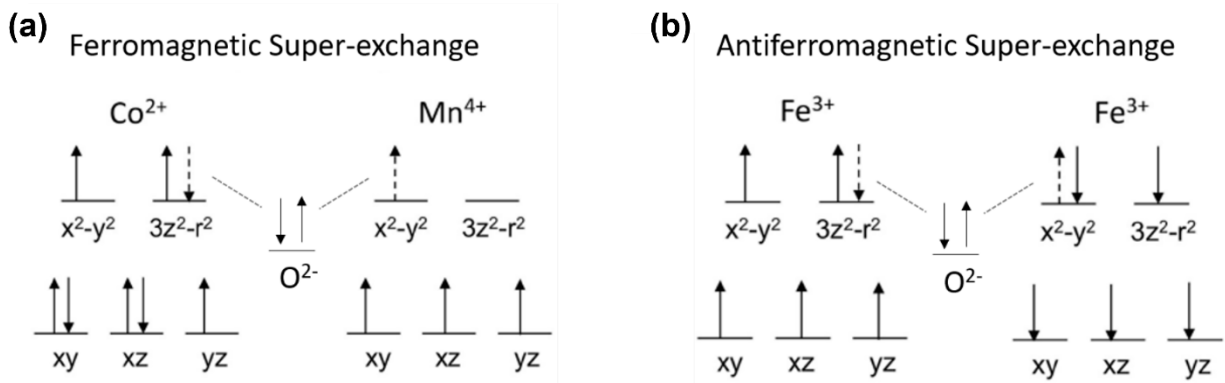 (a) Ferromagnetic Super-exchange
Co²⁺ Mn⁴⁺
x²-y² 3z²-r² x²-y² 3z²-r²
O²⁻
xy xz yz xy xz yz
(b) Antiferromagnetic Super-exchange
Fe³⁺ Fe³⁺
x²-y² 3z²-r² x²-y² 3z²-r²
O²⁻
xy xz yz xy xz yz